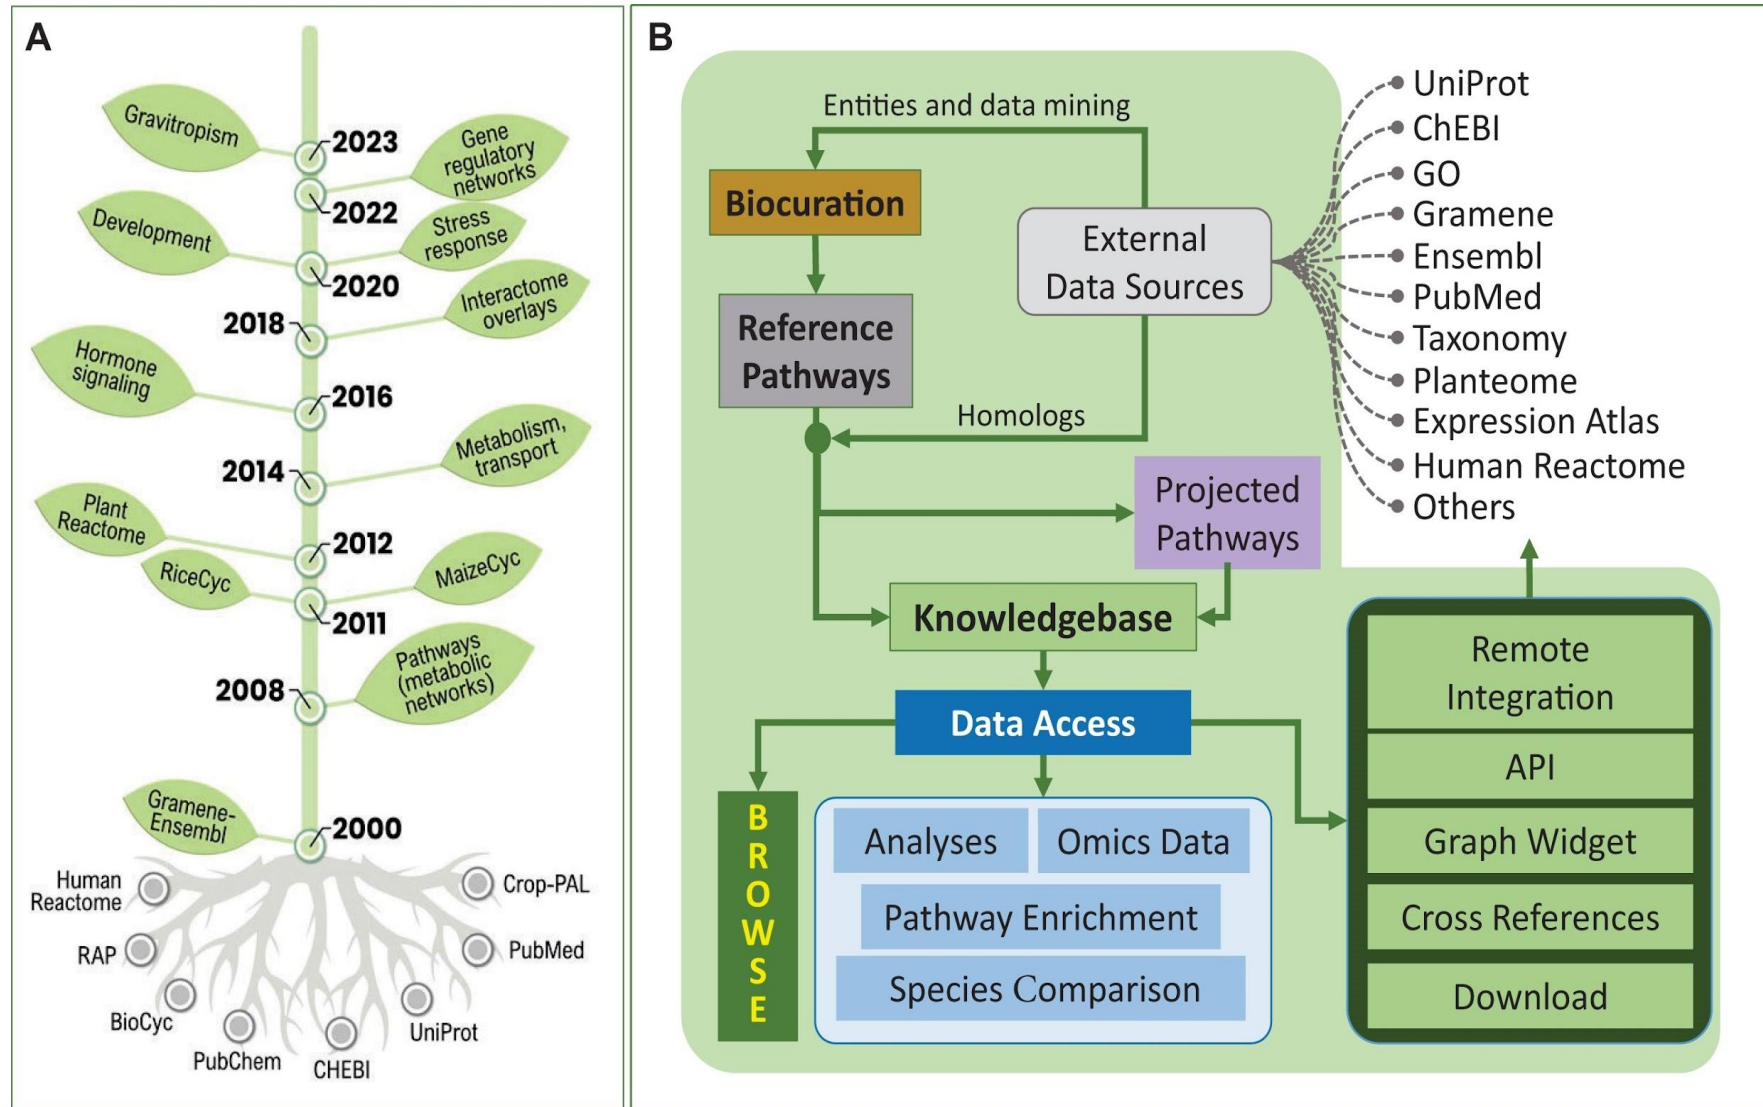 A
Gravitropism
2023
Gene
regulatory
networks
2022
Development
Stress
response
2020
Interactome
overlays
2018
Hormone
signaling
2016
Metabolism,
transport
2014
Plant
Reactome
2012
RiceCyc
MaizeCyc
2011
Pathways
(metabolic
networks)
2008
Gramene-
Ensembl
2000
Human
Reactome
Crop-PAL
RAP
PubMed
BioCyc
UniProt
PubChem
CHEBI
B
Entities and data mining
Biocuration
External
Data Sources
Reference
Pathways
Homologs
Projected
Pathways
Knowledgebase
Data Access
BROWSE
Analyses
Omics Data
Pathway Enrichment
Species Comparison
UniProt
ChEBI
GO
Gramene
Ensembl
PubMed
Taxonomy
Planteome
Expression Atlas
Human Reactome
Others
Remote
Integration
API
Graph Widget
Cross References
Download